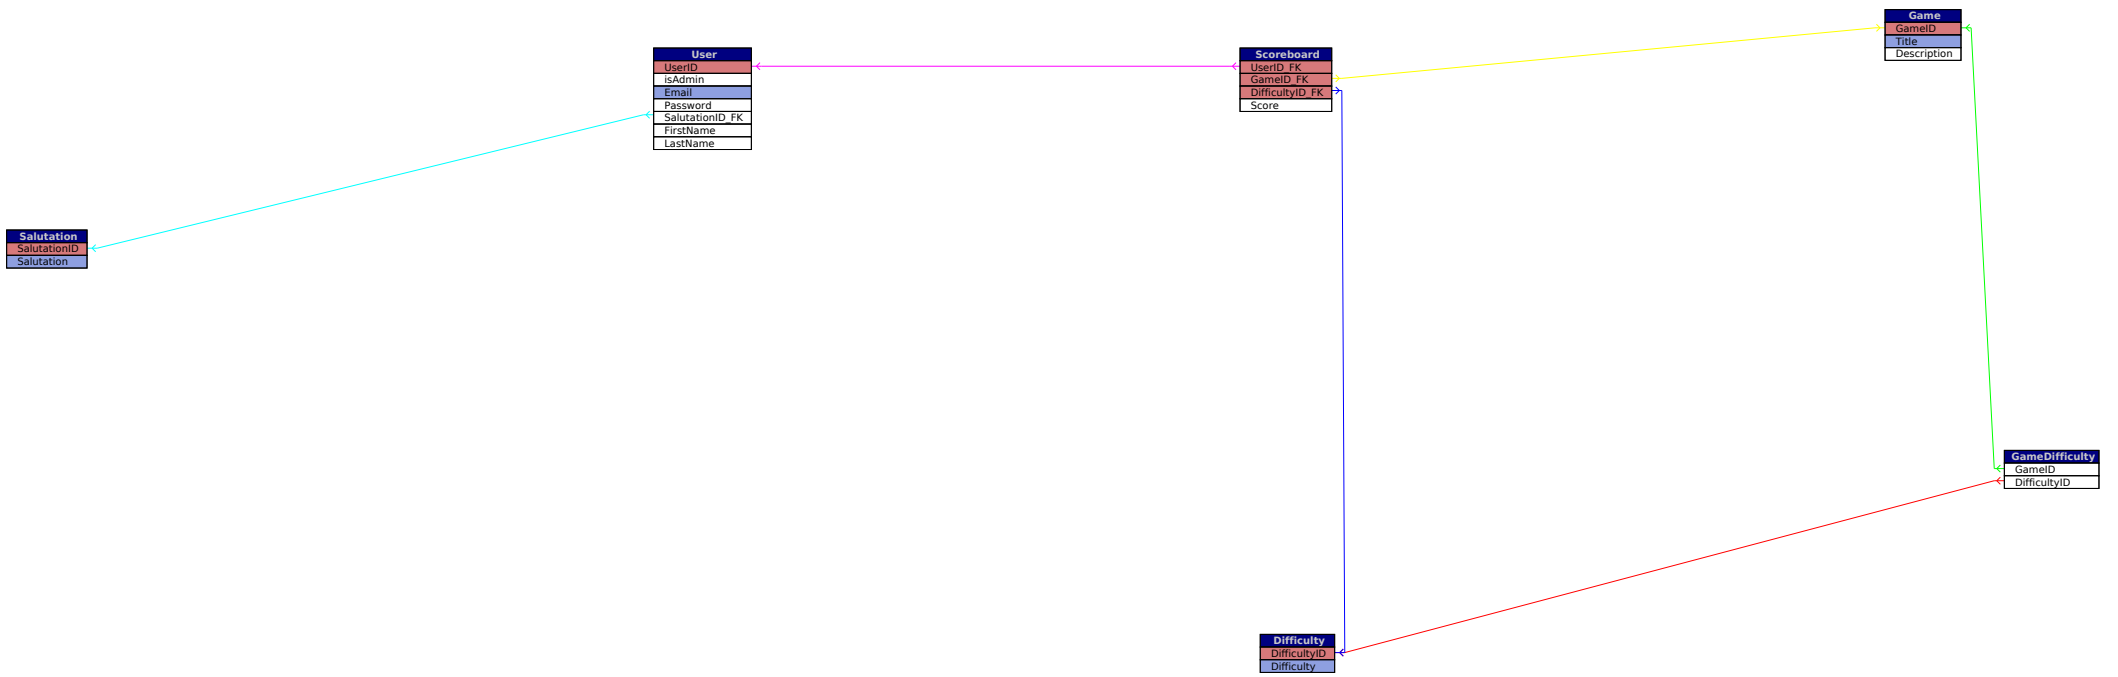 Game
GameID
Title
Description
User
UserID
isAdmin
Email
Password
SalutationID_FK
FirstName
LastName
Scoreboard
UserID_FK
GameID_FK
DifficultyID_FK
Score
Salutation
SalutationID
Salutation
GameDifficulty
GameID
DifficultyID
Difficulty
DifficultyID
Difficulty